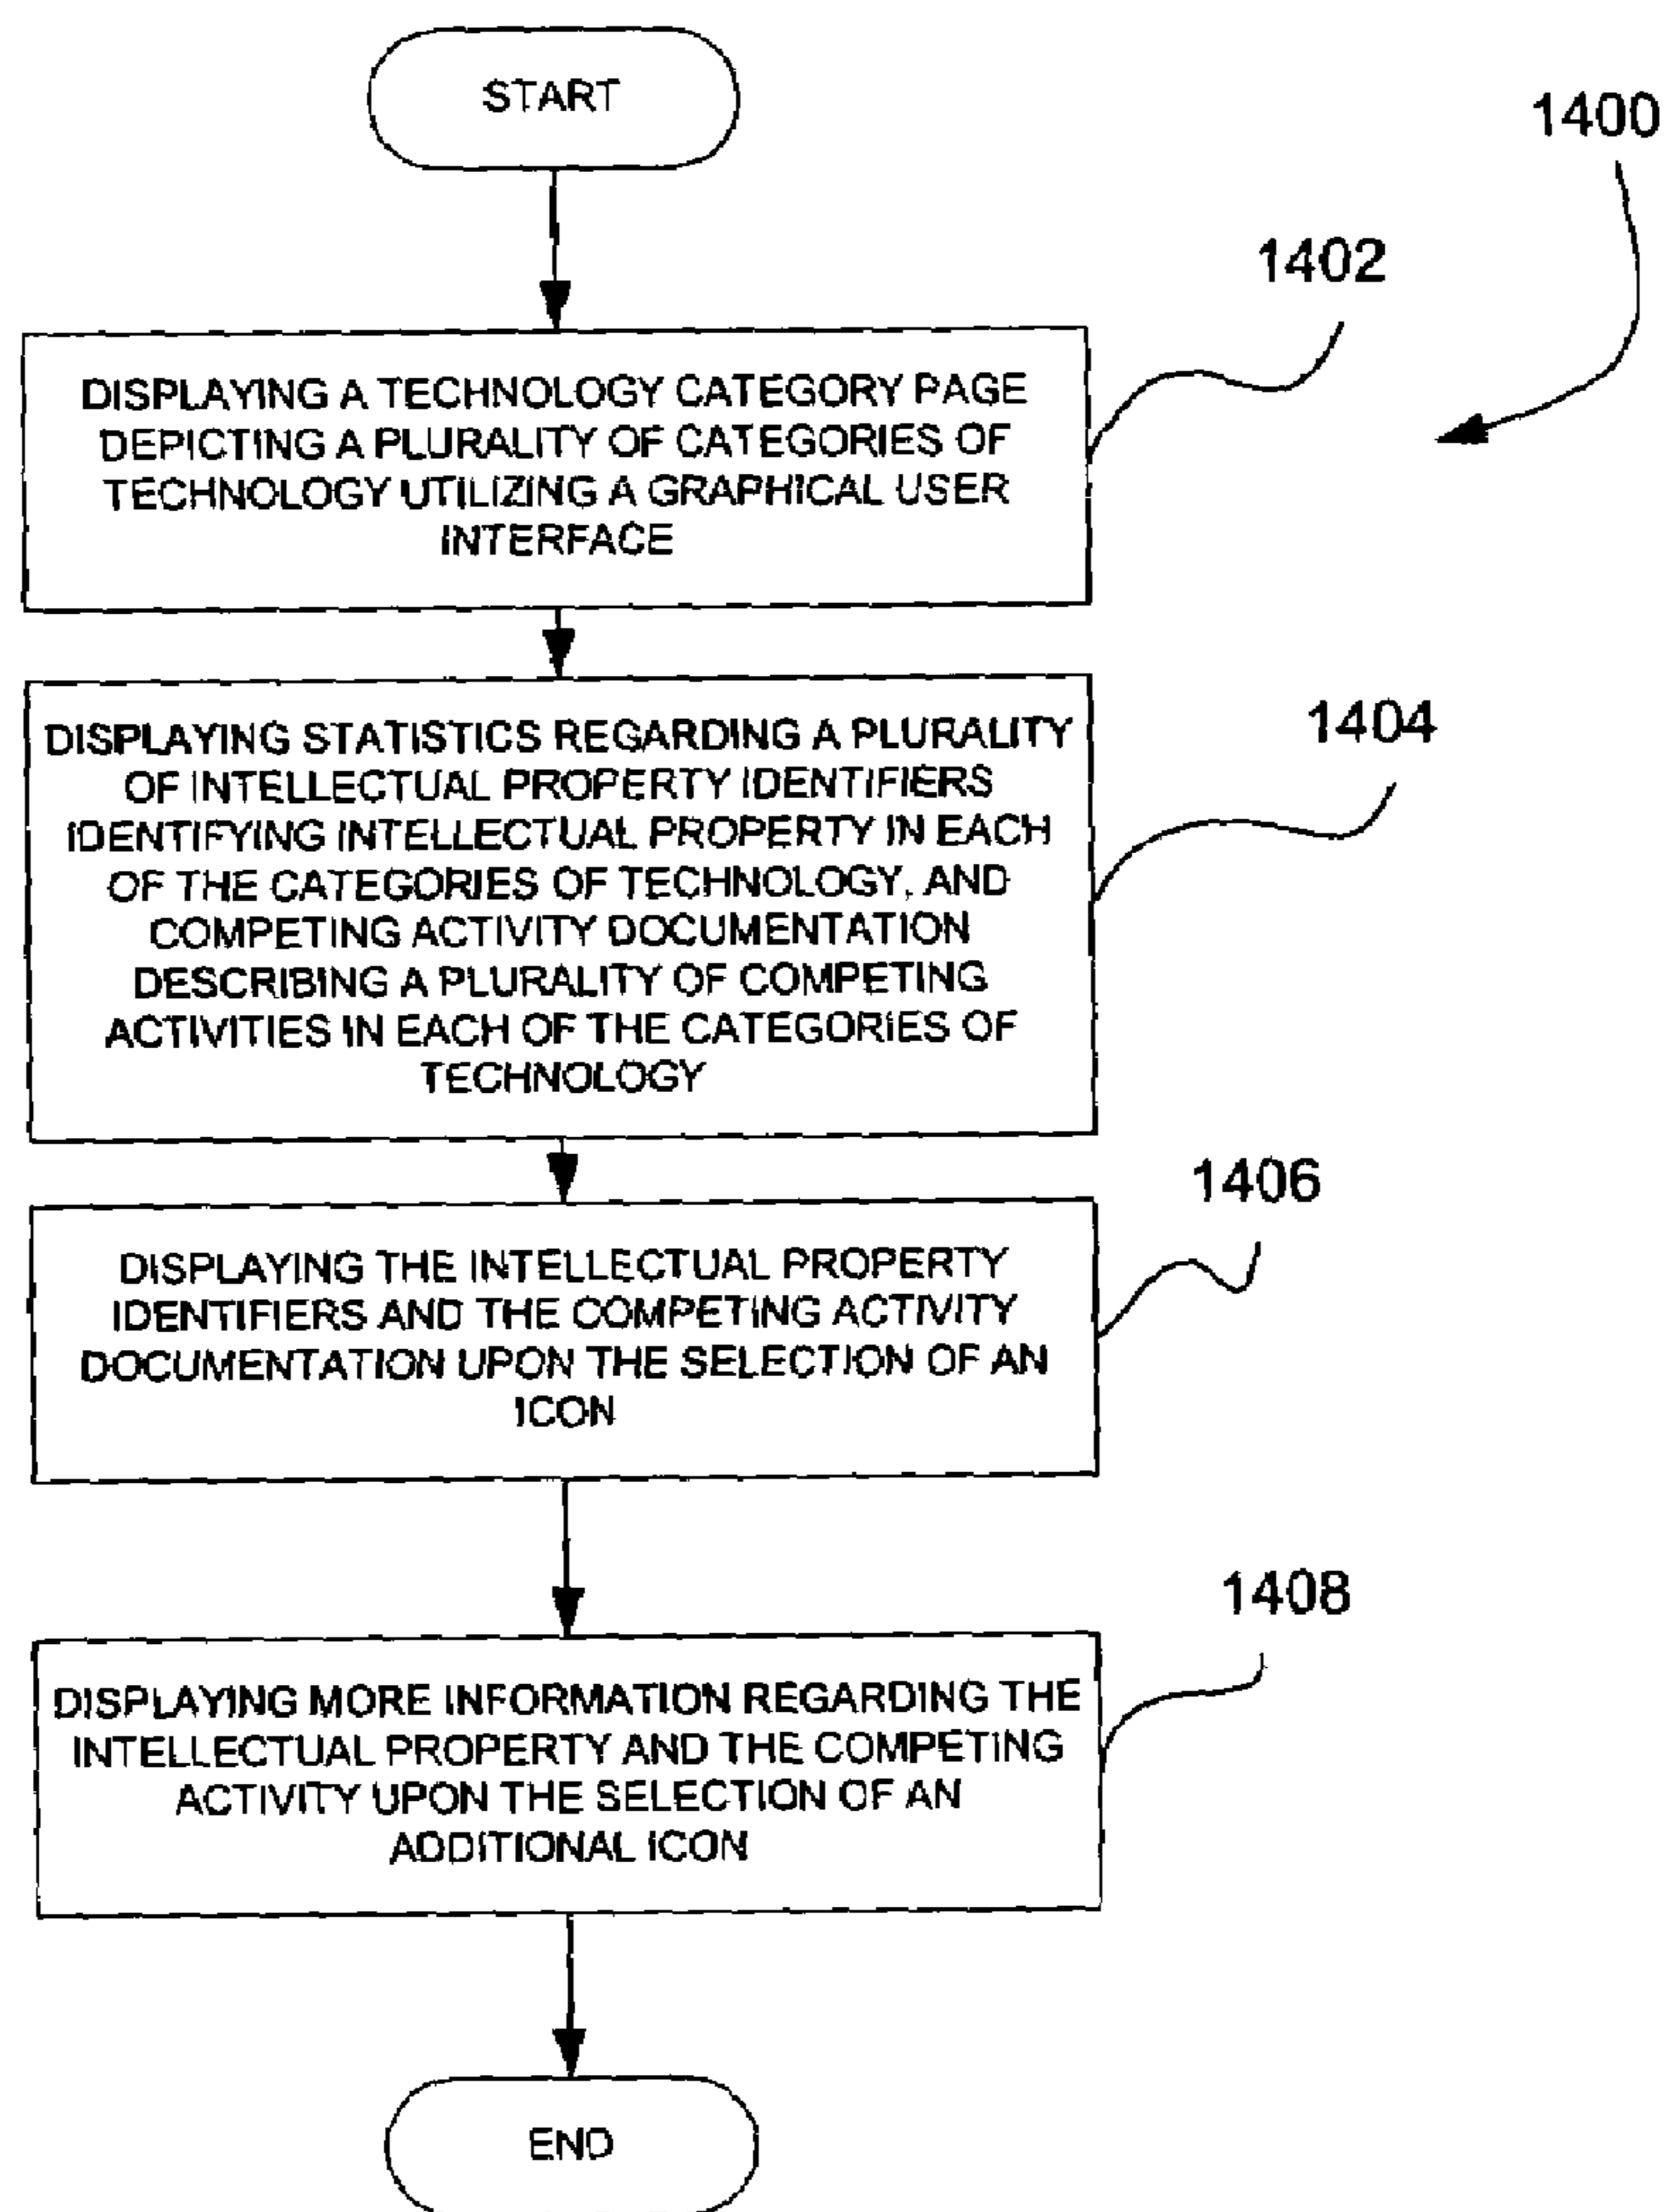 START
1400
1402
DISPLAYING A TECHNOLOGY CATEGORY PAGE
DEPICTING A PLURALITY OF CATEGORIES OF
TECHNOLOGY UTILIZING A GRAPHICAL USER
INTERFACE
1404
DISPLAYING STATISTICS REGARDING A PLURALITY
OF INTELLECTUAL PROPERTY IDENTIFIERS
IDENTIFYING INTELLECTUAL PROPERTY IN EACH
OF THE CATEGORIES OF TECHNOLOGY, AND
COMPETING ACTIVITY DOCUMENTATION
DESCRIBING A PLURALITY OF COMPETING
ACTIVITIES IN EACH OF THE CATEGORIES OF
TECHNOLOGY
1406
DISPLAYING THE INTELLECTUAL PROPERTY
IDENTIFIERS AND THE COMPETING ACTIVITY
DOCUMENTATION UPON THE SELECTION OF AN
ICON
1408
DISPLAYING MORE INFORMATION REGARDING THE
INTELLECTUAL PROPERTY AND THE COMPETING
ACTIVITY UPON THE SELECTION OF AN
ADDITIONAL ICON
END